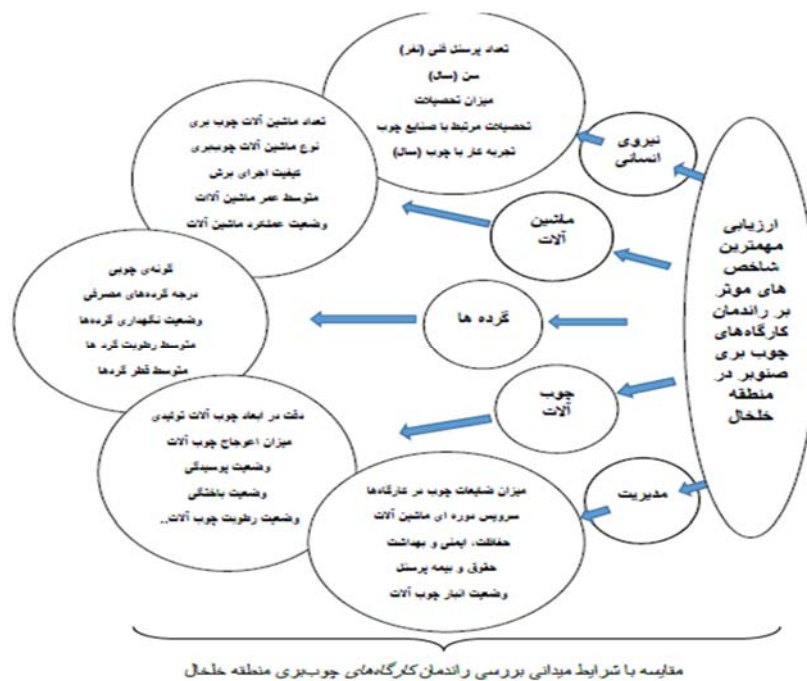 ارزیابی
مهمترین
شاخص
های موثر
بر راندمان
کارگاه‌های
چوب بری
صنوبر در
منطقه
خلخال
نیروی
انسانی
تعداد پرسنل فنی (نفر)
سن (سال)
میزان تحصیلات
تحصیلات مرتبط با صنایع چوب
تجربه کار با چوب (سال)
ماشین
آلات
تعداد ماشین آلات چوب بری
نوع ماشین آلات چوب‌بری
کیفیت اجرای برش
متوسط عمر ماشین آلات
وضعیت عملکرد ماشین آلات
گرده ها
گونه‌ی چوبی
درجه گرده‌های مصرفی
وضعیت نگهداری گرده‌ها
متوسط رطوبت گرد ها
متوسط قطر گرده‌ها
چوب
آلات
دقت در ابعاد چوب آلات تولیدی
میزان اعوجاج چوب آلات
وضعیت پوسیدگی
وضعیت باختگی
وضعیت رطوبت چوب آلات..
مدیریت
میزان ضایعات چوب در کارگاه‌ها
سرویس دوره ای ماشین آلات
حفاظت، ایمنی و بهداشت
حقوق و بیمه پرسنل
وضعیت انبار چوب آلات
مقایسه با شرایط میدانی بررسی راندمان کارگاه‌های چوب‌بری منطقه خلخال